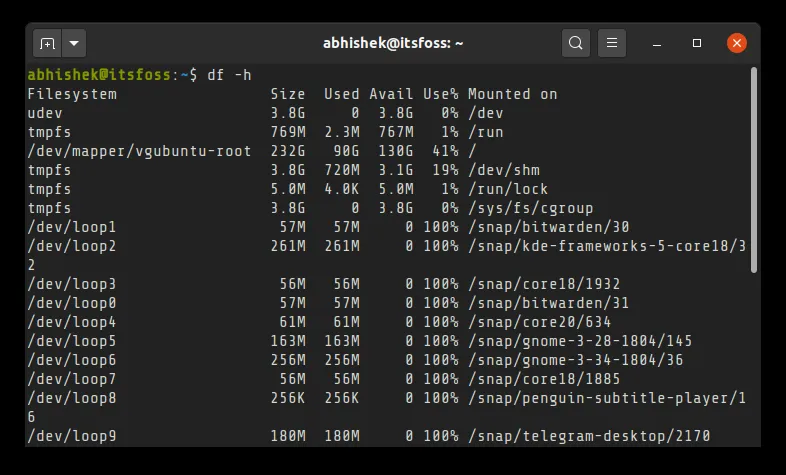 abhishek@itsfoss: ~
abhishek@itsfoss:~$ df -h
Filesystem                  Size  Used Avail Use% Mounted on
udev                        3.8G     0  3.8G   0% /dev
tmpfs                       769M  2.3M  767M   1% /run
/dev/mapper/vgubuntu-root   232G   90G  130G  41% /
tmpfs                       3.8G  720M  3.1G  19% /dev/shm
tmpfs                       5.0M  4.0K  5.0M   1% /run/lock
tmpfs                       3.8G     0  3.8G   0% /sys/fs/cgroup
/dev/loop1                   57M   57M     0 100% /snap/bitwarden/30
/dev/loop2                  261M  261M     0 100% /snap/kde-frameworks-5-core18/3
2
/dev/loop3                   56M   56M     0 100% /snap/core18/1932
/dev/loop0                   57M   57M     0 100% /snap/bitwarden/31
/dev/loop4                   61M   61M     0 100% /snap/core20/634
/dev/loop5                  163M  163M     0 100% /snap/gnome-3-28-1804/145
/dev/loop6                  256M  256M     0 100% /snap/gnome-3-34-1804/36
/dev/loop7                   56M   56M     0 100% /snap/core18/1885
/dev/loop8                  256K  256K     0 100% /snap/penguin-subtitle-player/1
6
/dev/loop9                  180M  180M     0 100% /snap/telegram-desktop/2170